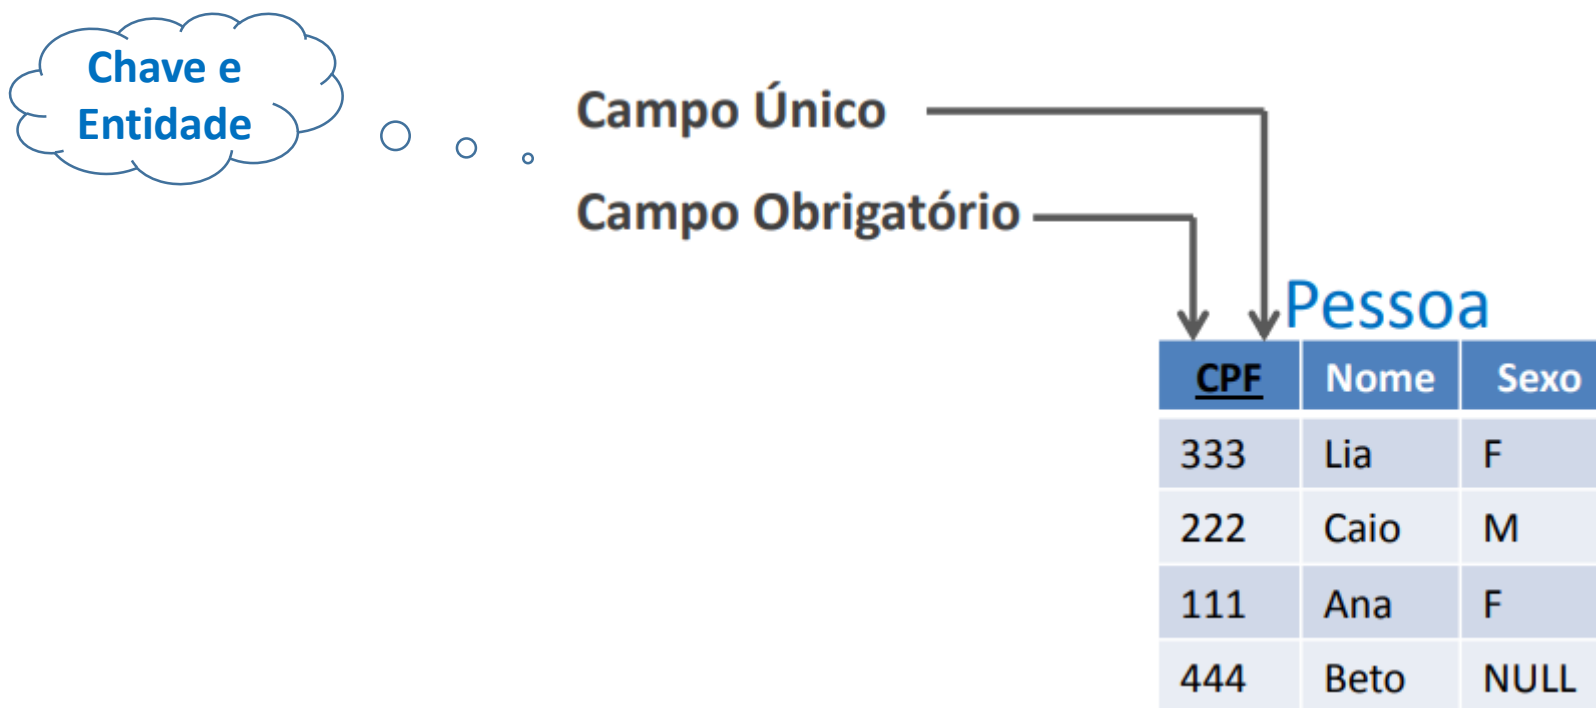 Chave e
Entidade
Campo Único
Campo Obrigatório
Pessoa
CPF Nome Sexo
333 Lia F
222 Caio M
111 Ana F
444 Beto NULL